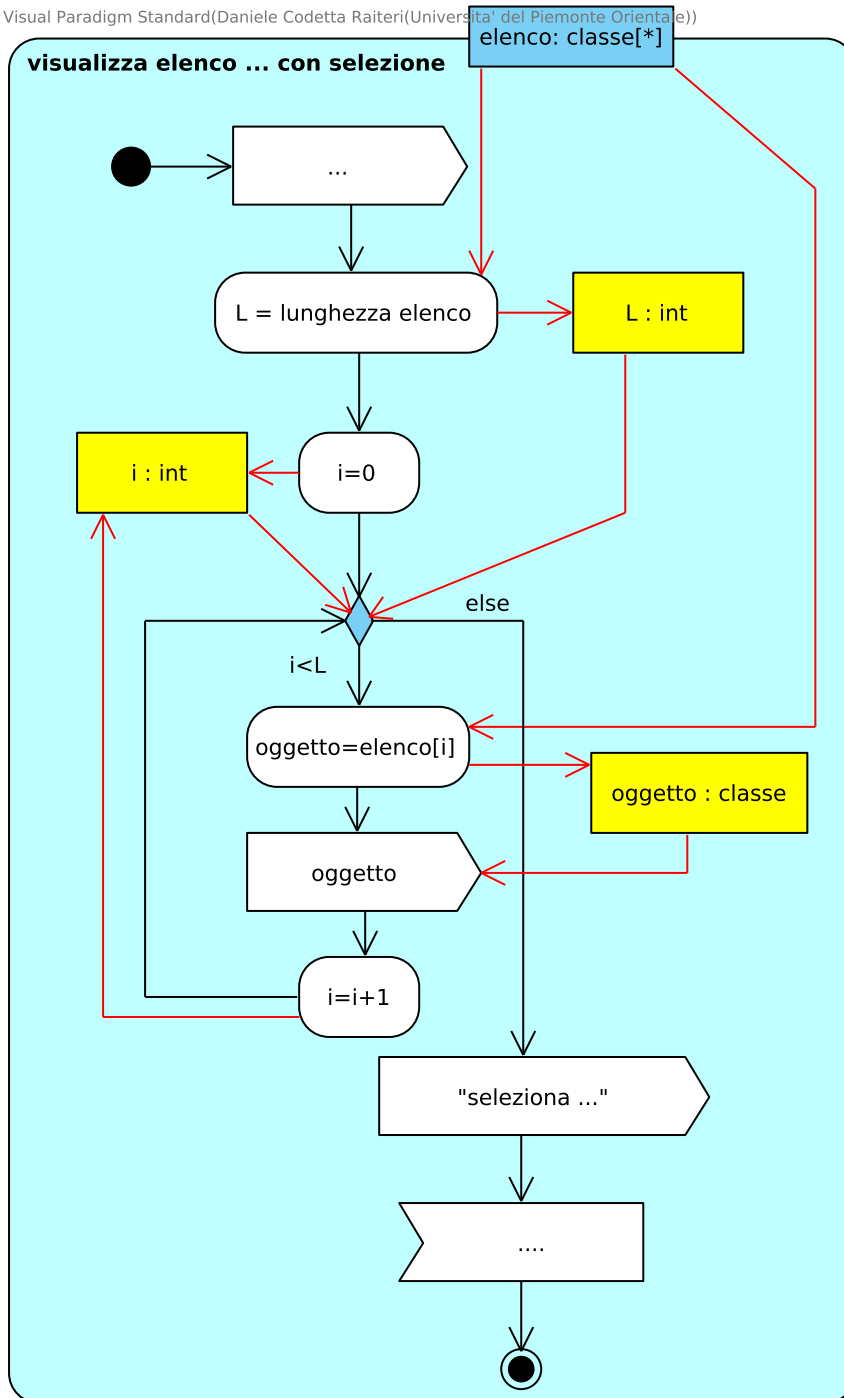 Visual Paradigm Standard(Daniele Codetta Raiteri(Universita' del Piemonte Orientale))
elenco: classe[*]
visualizza elenco ... con selezione
...
L = lunghezza elenco
L : int
i : int
i=0
else
i<L
oggetto=elenco[i]
oggetto : classe
oggetto
i=i+1
"seleziona ..."
....